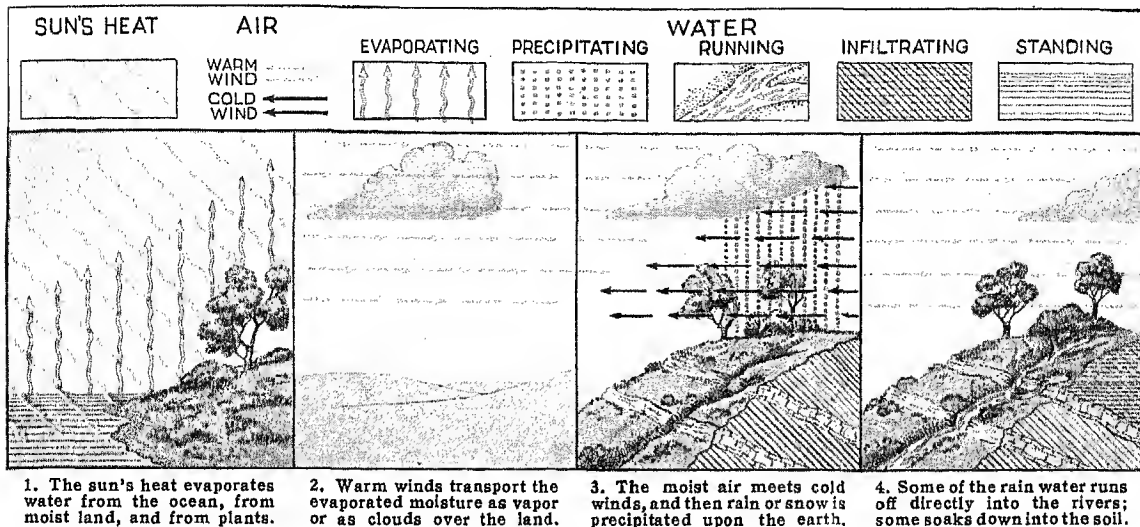 SUN'S HEAT
AIR
WATER
EVAPORATING
PRECIPITATING
RUNNING
INFILTRATING
STANDING
WARM
WIND
COLD
WIND
1. The sun's heat evaporates
water from the ocean, from
moist land, and from plants.
2. Warm winds transport the
evaporated moisture as vapor
or as clouds over the land.
3. The moist air meets cold
winds, and then rain or snow is
precipitated upon the earth.
4. Some of the rain water runs
off directly into the rivers;
some soaks down into the soil.